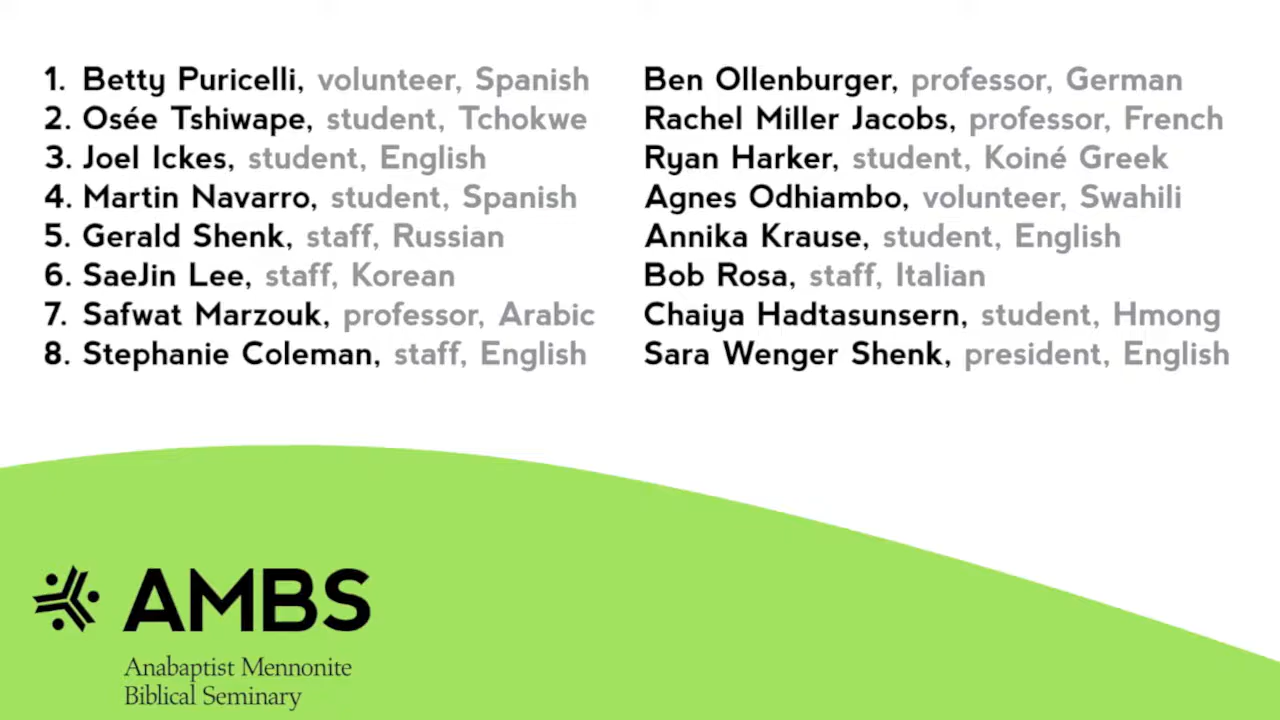 1. Betty Puricelli, volunteer, Spanish
2. Osée Tshiwape, student, Tchokwe
3. Joel Ickes, student, English
4. Martin Navarro, student, Spanish
5. Gerald Shenk, staff, Russian
6. SaeJin Lee, staff, Korean
7. Safwat Marzouk, professor, Arabic
8. Stephanie Coleman, staff, English
Ben Ollenburger, professor, German
Rachel Miller Jacobs, professor, French
Ryan Harker, student, Koiné Greek
Agnes Odhiambo, volunteer, Swahili
Annika Krause, student, English
Bob Rosa, staff, Italian
Chaiya Hadtasunsern, student, Hmong
Sara Wenger Shenk, president, English
AMBS
Anabaptist Mennonite
Biblical Seminary